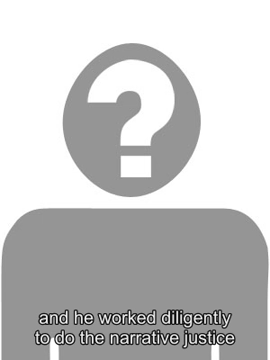 ?
and he worked diligently
to do the narrative justice